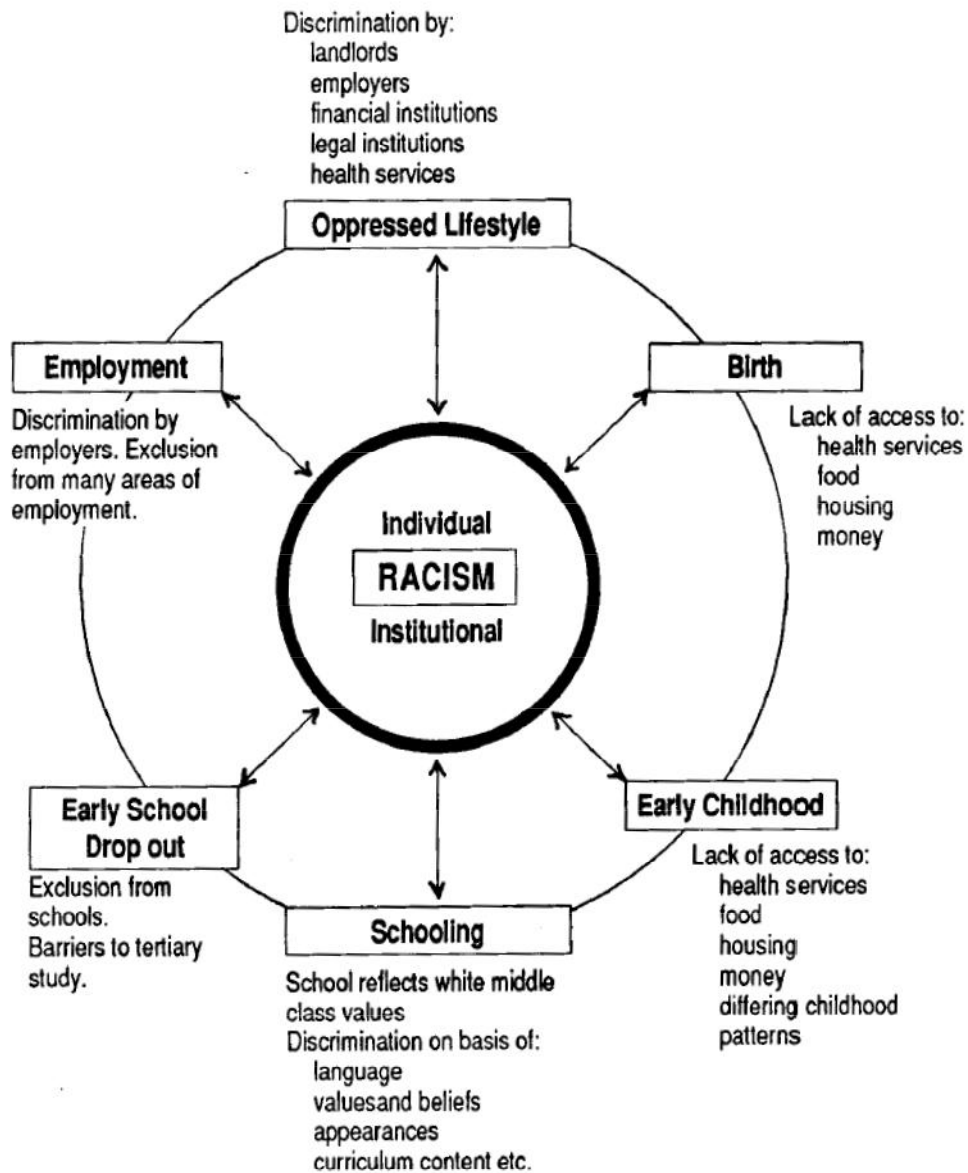 Discrimination by:
landlords
employers
financial institutions
legal institutions
health services
Oppressed Lifestyle
Employment
Discrimination by
employers. Exclusion
from many areas of
employment.
Birth
Lack of access to:
health services
food
housing
money
Individual
RACISM
Institutional
Early School
Drop out
Exclusion from
schools.
Barriers to tertiary
study.
Early Childhood
Lack of access to:
health services
food
housing
money
differing childhood
patterns
Schooling
School reflects white middle
class values
Discrimination on basis of:
language
valuesand beliefs
appearances
curriculum content etc.